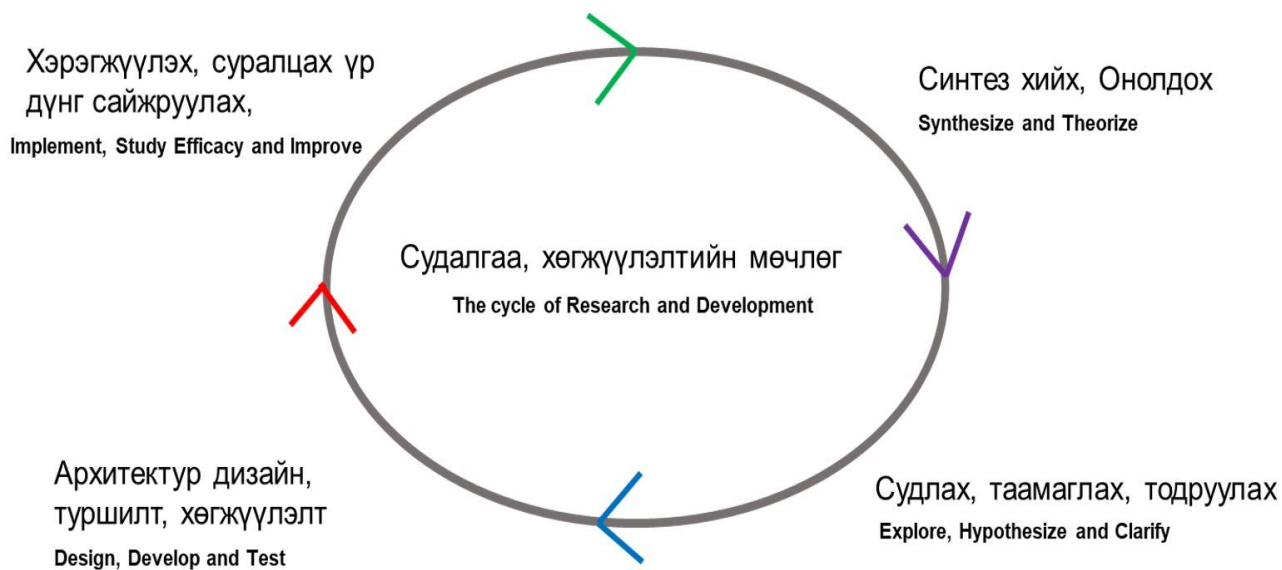 Хэрэгжүүлэх, суралцах үр
дүнг сайжруулах,
Implement, Study Efficacy and Improve
Синтез хийх, Онолдох
Synthesize and Theorize
Судалгаа, хөгжүүлэлтийн мөчлөг
The cycle of Research and Development
Архитектур дизайн,
туршилт, хөгжүүлэлт
Design, Develop and Test
Судлах, таамаглах, тодруулах
Explore, Hypothesize and Clarify